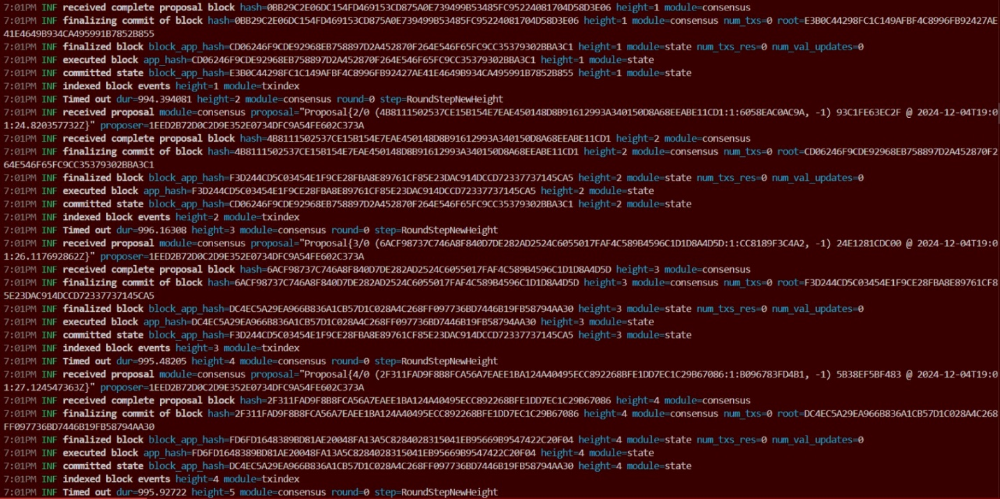 7:01PM INF received complete proposal block hash=0BB29C2E06DC154FD469153CD875A0E739499B53485FC95224081704D58D3E06 height=1 module=consensus
7:01PM INF finalizing commit of block hash=0BB29C2E06DC154FD469153CD875A0E739499B53485FC95224081704D58D3E06 height=1 module=consensus num_txs=0 root=E3B0C44298FC1C149AFBF4C8996FB92427AE
41E4649B934CA495991B7852B855
7:01PM INF finalized block block_app_hash=CD06246F9CDE92968EB758897D2A452870F264E546F65FC9CC35379302BBA3C1 height=1 module=state num_txs_res=0 num_val_updates=0
7:01PM INF executed block app_hash=CD06246F9CDE92968EB758897D2A452870F264E546F65FC9CC35379302BBA3C1 height=1 module=state
7:01PM INF committed state block_app_hash=E3B0C44298FC1C149AFBF4C8996FB92427AE41E4649B934CA495991B7852B855 height=1 module=state
7:01PM INF indexed block events height=1 module=txindex
7:01PM INF Timed out dur=994.394081 height=2 module=consensus round=0 step=RoundStepNewHeight
7:01PM INF received proposal module=consensus proposal="Proposal{2/0 (4B8111502537CE15B154E7EAE450148D8B91612993A340150D8A68EEABE11CD1:1:6058EAC0AC9A, -1) 93C1FE63EC2F @ 2024-12-04T19:0
1:24.820357732Z}" proposer=1EED2B72D0C2D9E352E0734DFC9A54FE602C373A
7:01PM INF received complete proposal block hash=4B8111502537CE15B154E7EAE450148D8B91612993A340150D8A68EEABE11CD1 height=2 module=consensus
7:01PM INF finalizing commit of block hash=4B8111502537CE15B154E7EAE450148D8B91612993A340150D8A68EEABE11CD1 height=2 module=consensus num_txs=0 root=CD06246F9CDE92968EB758897D2A452870F2
64E546F65FC9CC35379302BBA3C1
7:01PM INF finalized block block_app_hash=F3D244CD5C03454E1F9CE28FBA8E89761CF85E23DAC914DCCD72337737145CA5 height=2 module=state num_txs_res=0 num_val_updates=0
7:01PM INF executed block app_hash=F3D244CD5C03454E1F9CE28FBA8E89761CF85E23DAC914DCCD72337737145CA5 height=2 module=state
7:01PM INF committed state block_app_hash=CD06246F9CDE92968EB758897D2A452870F264E546F65FC9CC35379302BBA3C1 height=2 module=state
7:01PM INF indexed block events height=2 module=txindex
7:01PM INF Timed out dur=996.16308 height=3 module=consensus round=0 step=RoundStepNewHeight
7:01PM INF received proposal module=consensus proposal="Proposal{3/0 (6ACF98737C746A8F840D7DE282AD2524C6055017FAF4C589B4596C1D1D8A4D5D:1:CC8189F3C4A2, -1) 24E1281CDC00 @ 2024-12-04T19:0
1:26.117692862Z}" proposer=1EED2B72D0C2D9E352E0734DFC9A54FE602C373A
7:01PM INF received complete proposal block hash=6ACF98737C746A8F840D7DE282AD2524C6055017FAF4C589B4596C1D1D8A4D5D height=3 module=consensus
7:01PM INF finalizing commit of block hash=6ACF98737C746A8F840D7DE282AD2524C6055017FAF4C589B4596C1D1D8A4D5D height=3 module=consensus num_txs=0 root=F3D244CD5C03454E1F9CE28FBA8E89761CF8
5E23DAC914DCCD72337737145CA5
7:01PM INF finalized block block_app_hash=DC4EC5A29EA966B836A1CB57D1C028A4C268FF097736BD7446B19FB58794AA30 height=3 module=state num_txs_res=0 num_val_updates=0
7:01PM INF executed block app_hash=DC4EC5A29EA966B836A1CB57D1C028A4C268FF097736BD7446B19FB58794AA30 height=3 module=state
7:01PM INF committed state block_app_hash=F3D244CD5C03454E1F9CE28FBA8E89761CF85E23DAC914DCCD72337737145CA5 height=3 module=state
7:01PM INF indexed block events height=3 module=txindex
7:01PM INF Timed out dur=995.48205 height=4 module=consensus round=0 step=RoundStepNewHeight
7:01PM INF received proposal module=consensus proposal="Proposal{4/0 (2F311FAD9F8B8FCA56A7EAEE1BA124A40495ECC892268BFE1DD7EC1C29B67086:1:B096783FD4B1, -1) 5B38EF5BF483 @ 2024-12-04T19:0
1:27.124547363Z}" proposer=1EED2B72D0C2D9E352E0734DFC9A54FE602C373A
7:01PM INF received complete proposal block hash=2F311FAD9F8B8FCA56A7EAEE1BA124A40495ECC892268BFE1DD7EC1C29B67086 height=4 module=consensus
7:01PM INF finalizing commit of block hash=2F311FAD9F8B8FCA56A7EAEE1BA124A40495ECC892268BFE1DD7EC1C29B67086 height=4 module=consensus num_txs=0 root=DC4EC5A29EA966B836A1CB57D1C028A4C268
FF097736BD7446B19FB58794AA30
7:01PM INF finalized block block_app_hash=FD6FD1648389BD81AE20048FA13A5C8284028315041EB95669B9547422C20F04 height=4 module=state num_txs_res=0 num_val_updates=0
7:01PM INF executed block app_hash=FD6FD1648389BD81AE20048FA13A5C8284028315041EB95669B9547422C20F04 height=4 module=state
7:01PM INF committed state block_app_hash=DC4EC5A29EA966B836A1CB57D1C028A4C268FF097736BD7446B19FB58794AA30 height=4 module=state
7:01PM INF indexed block events height=4 module=txindex
7:01PM INF Timed out dur=995.92722 height=5 module=consensus round=0 step=RoundStepNewHeight